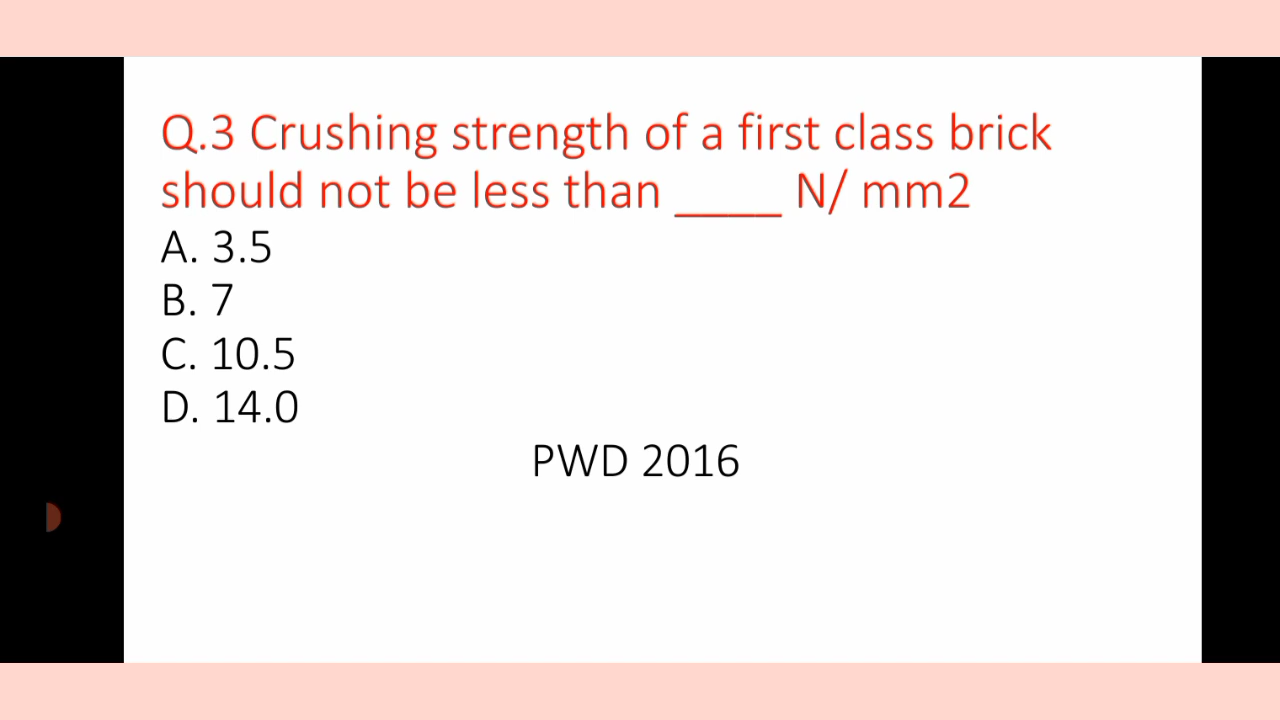 Q.3 Crushing strength of a first class brick
should not be less than ____ N/ mm2
A. 3.5
B. 7
C. 10.5
D. 14.0
PWD 2016